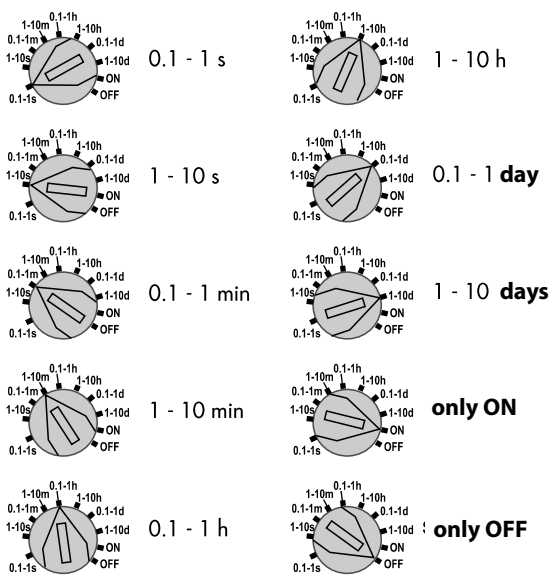 0.1-1h
1-10m 1-10h
0.1-1m 0.1-1d
1-10s 1-10d
ON
0.1-1s OFF
0.1 - 1 s
0.1-1h
1-10m 1-10h
0.1-1m 0.1-1d
1-10s 1-10d
ON
0.1-1s OFF
1 - 10 h
0.1-1h
1-10m 1-10h
0.1-1m 0.1-1d
1-10s 1-10d
ON
0.1-1s OFF
1 - 10 s
0.1-1h
1-10m 1-10h
0.1-1m 0.1-1d
1-10s 1-10d
ON
0.1-1s OFF
0.1 - 1 day
0.1-1h
1-10m 1-10h
0.1-1m 0.1-1d
1-10s 1-10d
ON
0.1-1s OFF
0.1 - 1 min
0.1-1h
1-10m 1-10h
0.1-1m 0.1-1d
1-10s 1-10d
ON
0.1-1s OFF
1 - 10 days
0.1-1h
1-10m 1-10h
0.1-1m 0.1-1d
1-10s 1-10d
ON
0.1-1s OFF
1 - 10 min
0.1-1h
1-10m 1-10h
0.1-1m 0.1-1d
1-10s 1-10d
ON
0.1-1s OFF
only ON
0.1-1h
1-10m 1-10h
0.1-1m 0.1-1d
1-10s 1-10d
ON
0.1-1s OFF
0.1 - 1 h
0.1-1h
1-10m 1-10h
0.1-1m 0.1-1d
1-10s 1-10d
ON
0.1-1s OFF
only OFF